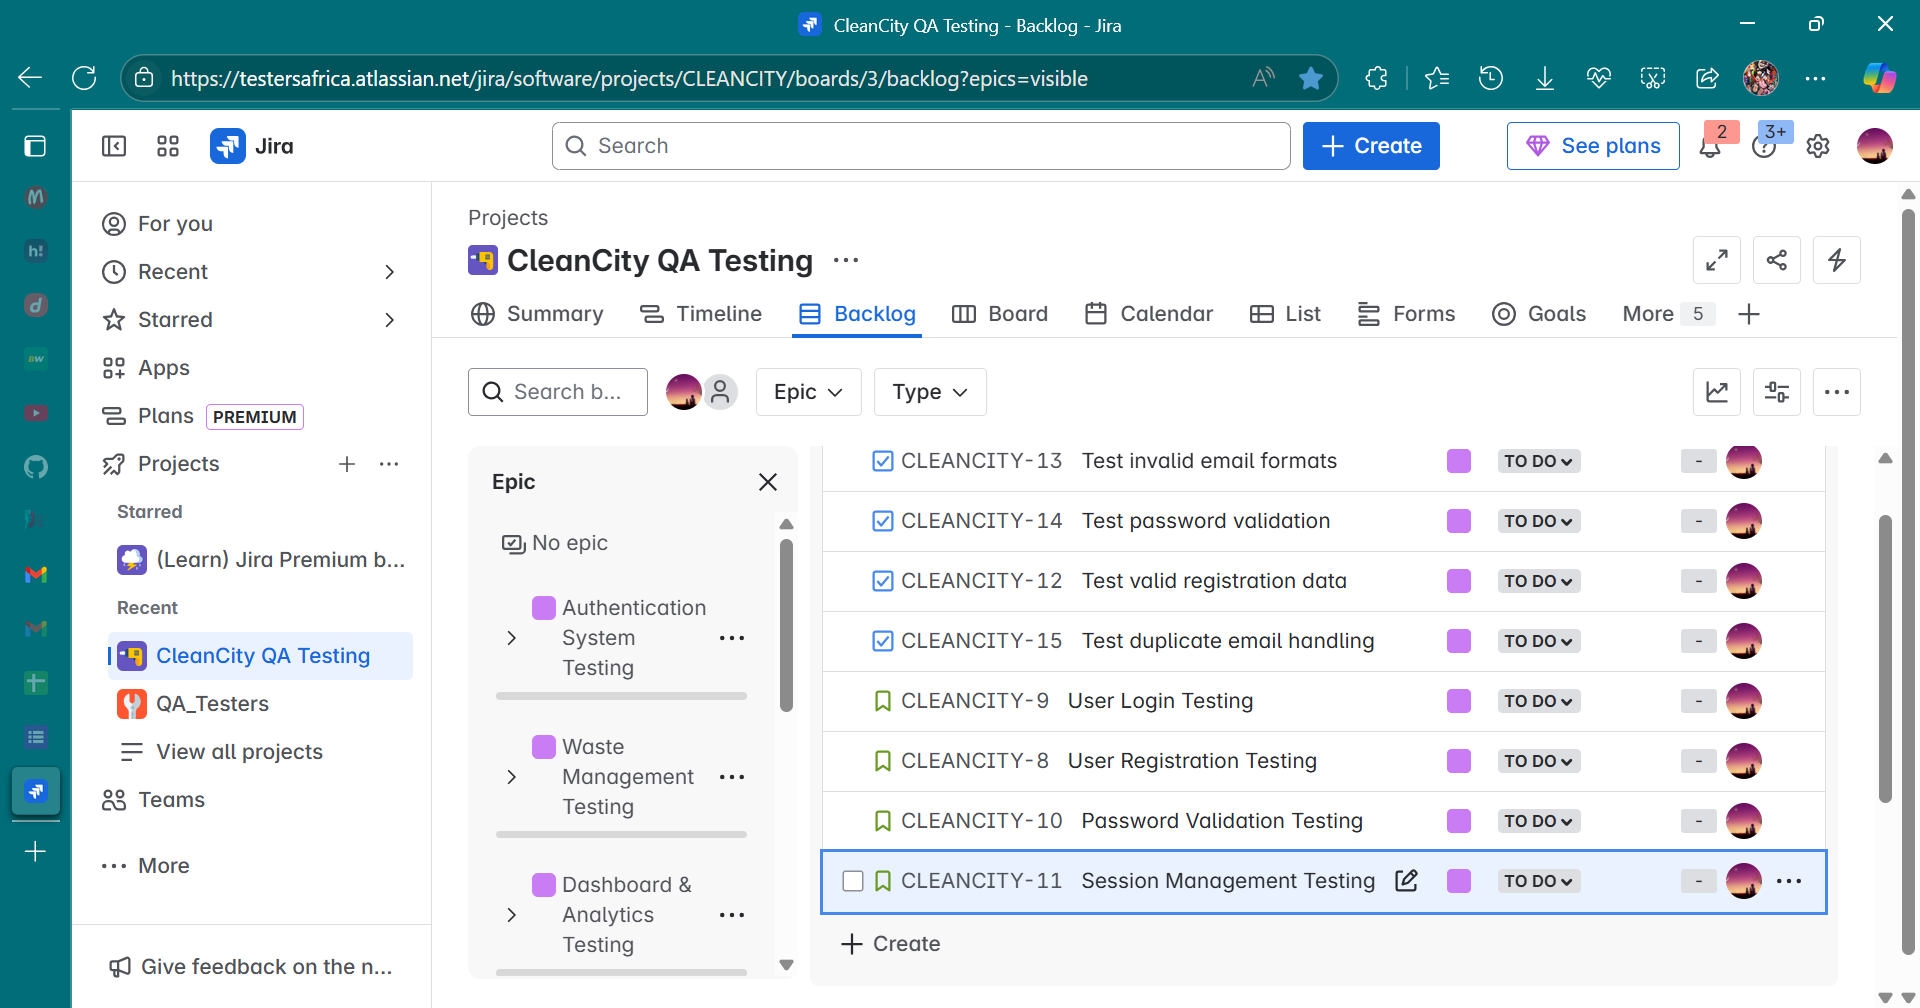 CleanCity QA Testing - Backlog - Jira
https://testersafrica.atlassian.net/jira/software/projects/CLEANCITY/boards/3/backlog?epics=visible
Jira
Search
Create
See plans
2
3+
For you
Recent
Starred
Apps
Plans PREMIUM
Projects
Starred
(Learn) Jira Premium b...
Recent
CleanCity QA Testing
QA_Testers
View all projects
Teams
More
Give feedback on the n...
Projects
CleanCity QA Testing
Summary Timeline Backlog Board Calendar List Forms Goals More 5
Search b... Epic Type
Epic
No epic
Authentication
System
Testing
Waste
Management
Testing
Dashboard &
Analytics
Testing
CLEANCITY-13 Test invalid email formats TO DO -
CLEANCITY-14 Test password validation TO DO -
CLEANCITY-12 Test valid registration data TO DO -
CLEANCITY-15 Test duplicate email handling TO DO -
CLEANCITY-9 User Login Testing TO DO -
CLEANCITY-8 User Registration Testing TO DO -
CLEANCITY-10 Password Validation Testing TO DO -
CLEANCITY-11 Session Management Testing TO DO -
Create